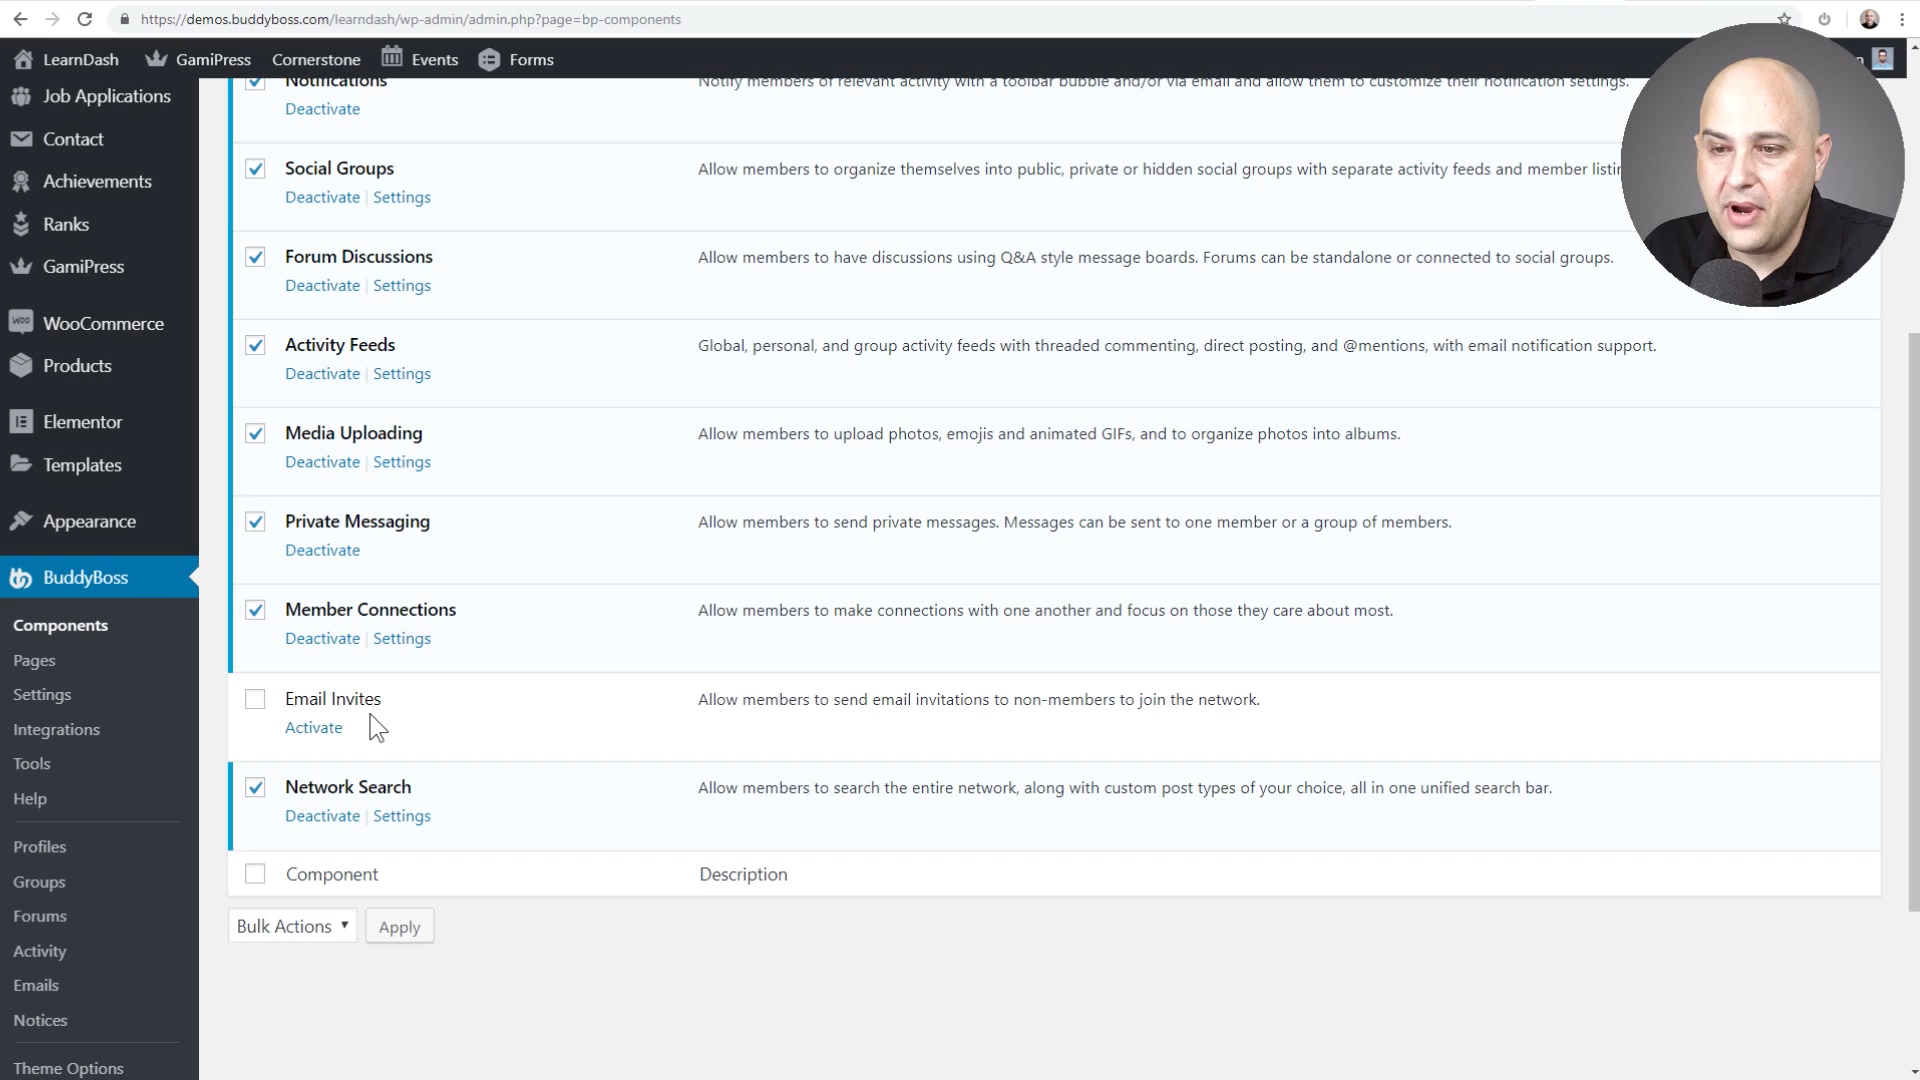 https://demos.buddyboss.com/learndash/wp-admin/admin.php?page=bp-components
LearnDash
GamiPress
Cornerstone
Events
Forms
Job Applications
Contact
Achievements
Ranks
GamiPress
WooCommerce
Products
Elementor
Templates
Appearance
BuddyBoss
Components
Pages
Settings
Integrations
Tools
Help
Profiles
Groups
Forums
Activity
Emails
Notices
Theme Options
Notifications
Notify members of relevant activity with a toolbar bubble and/or via email and allow them to customize their notification settings.
Deactivate
Social Groups
Allow members to organize themselves into public, private or hidden social groups with separate activity feeds and member
Deactivate | Settings
Forum Discussions
Allow members to have discussions using Q&A style message boards. Forums can be standalone or connected to social groups.
Deactivate | Settings
Activity Feeds
Global, personal, and group activity feeds with threaded commenting, direct posting, and @mentions, with email notification support.
Deactivate | Settings
Media Uploading
Allow members to upload photos, emojis and animated GIFs, and to organize photos into albums.
Deactivate | Settings
Private Messaging
Allow members to send private messages. Messages can be sent to one member or a group of members.
Deactivate
Member Connections
Allow members to make connections with one another and focus on those they care about most.
Deactivate | Settings
Email Invites
Allow members to send email invitations to non-members to join the network.
Activate
Network Search
Allow members to search the entire network, along with custom post types of your choice, all in one unified search bar.
Deactivate | Settings
Component
Description
Bulk Actions
Apply